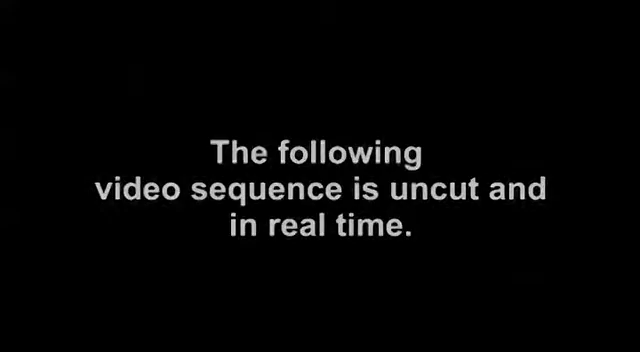 The following
video sequence is uncut and
in real time.